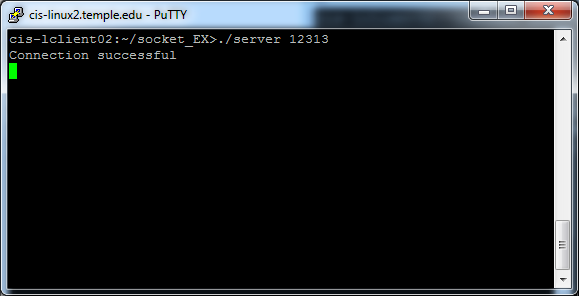 cis-linux2.temple.edu - PuTTY
cis-lclient02:~/socket_EX>./server 12313
Connection successful